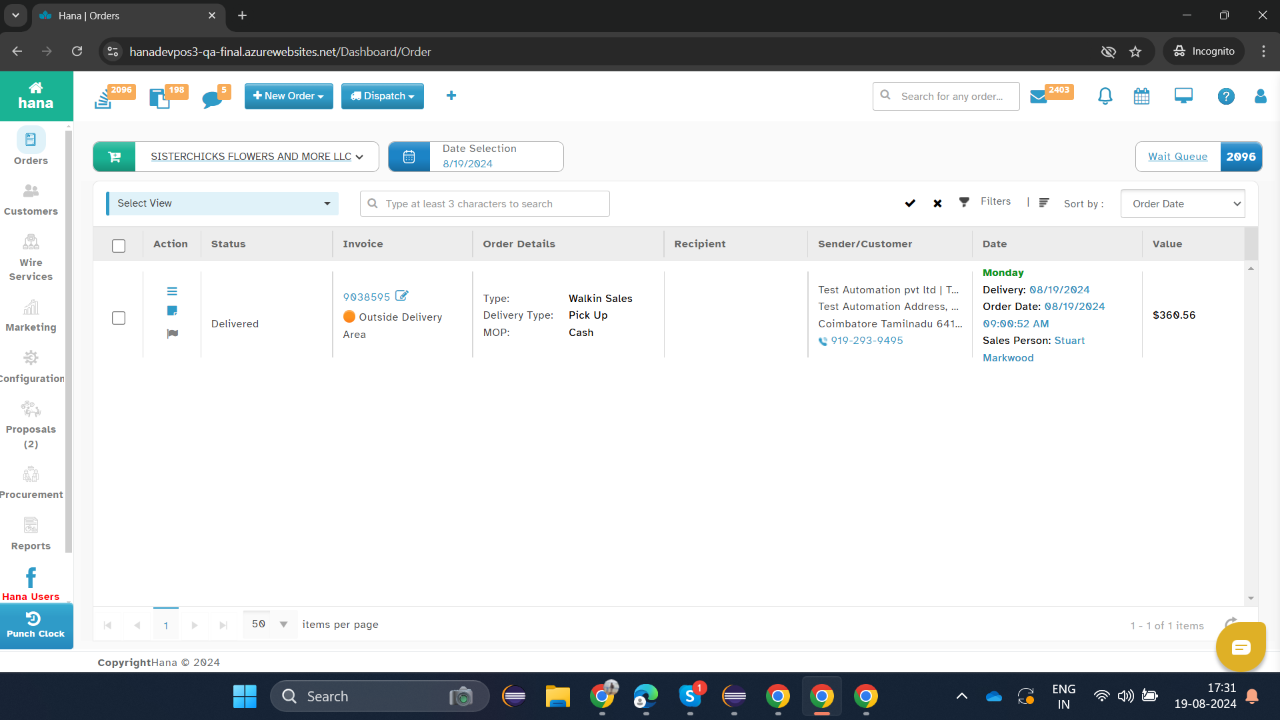 Hana | Orders
hanadevpos3-qa-final.azurewebsites.net/Dashboard/Order
Incognito
hana
2096
198
5
New Order
Dispatch
Search for any order...
2403
Orders
Customers
Wire
Services
Marketing
Configuration
Proposals
(2)
Procurement
Reports
Hana Users
Punch Clock
SISTERCHICKS FLOWERS AND MORE LLC
Date Selection
8/19/2024
Wait Queue 2096
Select View
Type at least 3 characters to search
Filters | Sort by : Order Date
Action Status Invoice Order Details Recipient Sender/Customer Date Value
Delivered
9038595
Outside Delivery
Area
Type: Walkin Sales
Delivery Type: Pick Up
MOP: Cash
Test Automation pvt ltd | T...
Test Automation Address, ...
Coimbatore Tamilnadu 641...
919-293-9495
Monday
Delivery: 08/19/2024
Order Date: 08/19/2024
09:00:52 AM
Sales Person: Stuart
Markwood
$360.56
1
50 items per page
1 - 1 of 1 items
CopyrightHana © 2024
Search
1
ENG
IN
17:31
19-08-2024